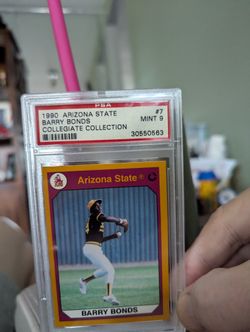 PSA
1990 ARIZONA STATE #7
BARRY BONDS MINT 9
COLLEGIATE COLLECTION 30550563
Arizona State®
BARRY BONDS